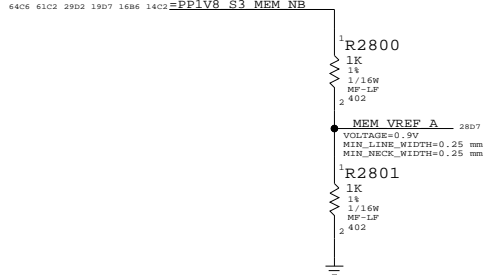 64C6 61C2 29D2 19D7 16B6 14C2 =PP1V8_S3_MEM_NB
1
R2800
1K
1%
1/16W
MF-LF
2 402
MEM_VREF_A 28D7
VOLTAGE=0.9V
MIN_LINE_WIDTH=0.25 mm
MIN_NECK_WIDTH=0.25 mm
1
R2801
1K
1%
1/16W
MF-LF
2 402